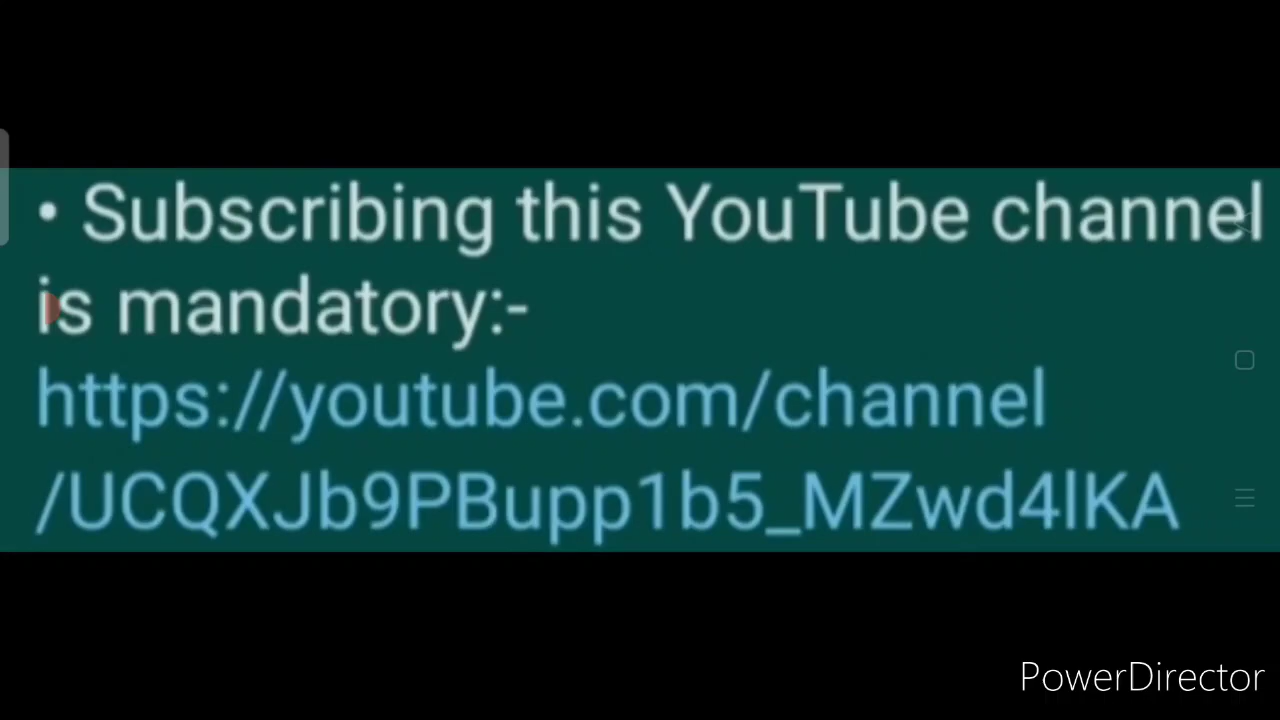 • Subscribing this YouTube channel
is mandatory:-
https://youtube.com/channel
/UCQXJb9PBupp1b5_MZwd4lKA
PowerDirector